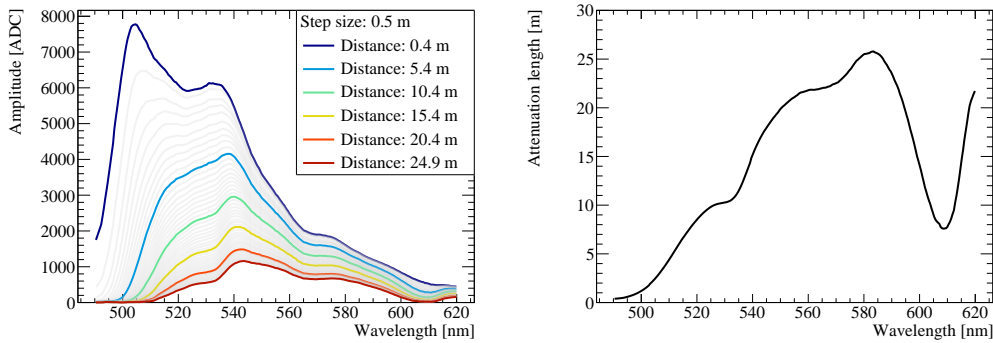 Amplitude [ADC]
8000
7000
6000
5000
4000
3000
2000
1000
0
Step size: 0.5 m
Distance: 0.4 m
Distance: 5.4 m
Distance: 10.4 m
Distance: 15.4 m
Distance: 20.4 m
Distance: 24.9 m
500 520 540 560 580 600 620
Wavelength [nm]
Attenuation length [m]
30
25
20
15
10
5
0
500 520 540 560 580 600 620
Wavelength [nm]